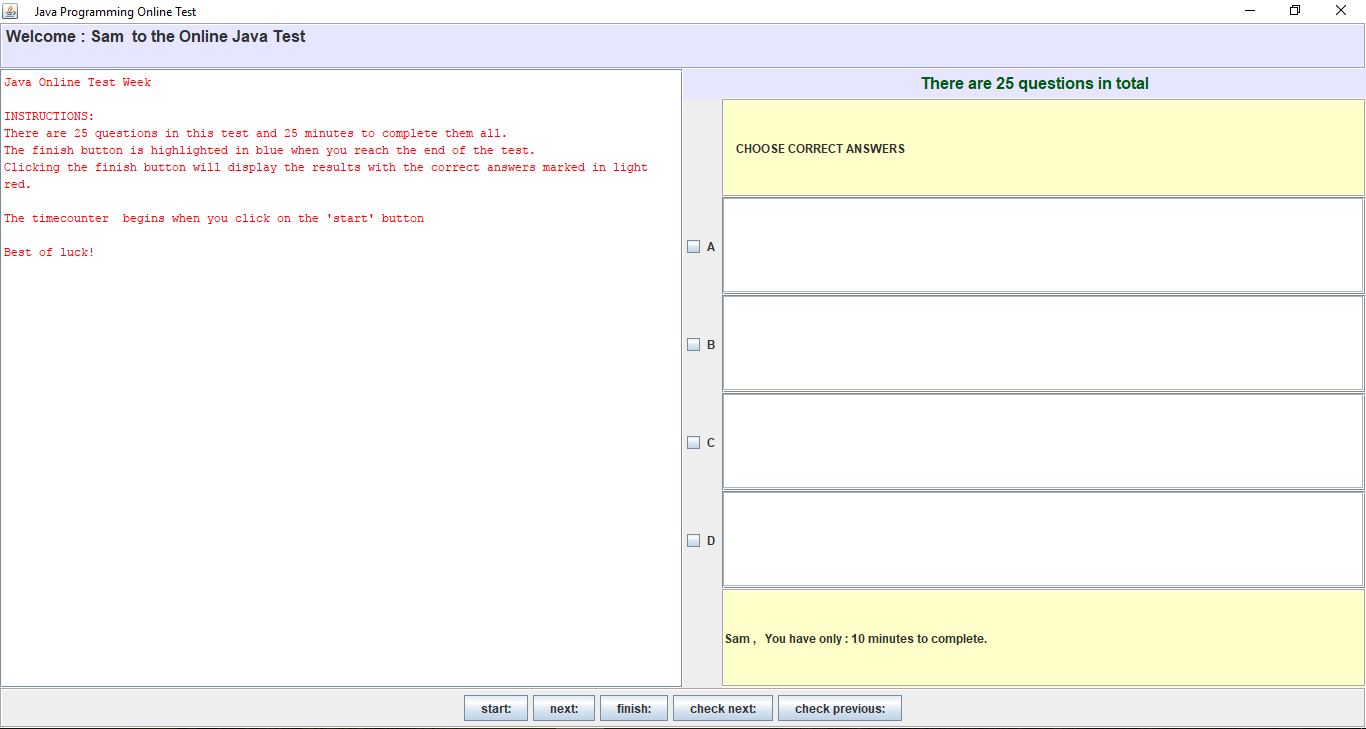 Java Programming Online Test
Welcome : Sam  to the Online Java Test
Java Online Test Week
INSTRUCTIONS:
There are 25 questions in this test and 25 minutes to complete them all.
The finish button is highlighted in blue when you reach the end of the test.
Clicking the finish button will display the results with the correct answers marked in light
red.
The timecounter  begins when you click on the 'start' button
Best of luck!
There are 25 questions in total
CHOOSE CORRECT ANSWERS
A
B
C
D
Sam ,  You have only : 10 minutes to complete.
start:
next:
finish:
check next:
check previous: